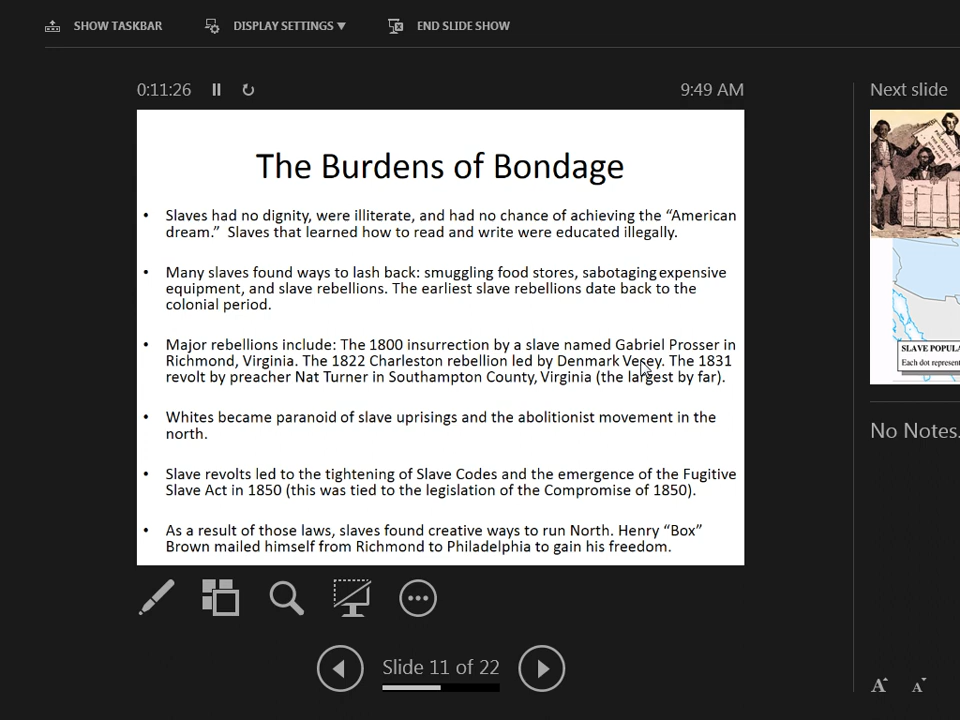 SHOW TASKBAR DISPLAY SETTINGS ▼ END SLIDE SHOW
0:11:26 9:49 AM
The Burdens of Bondage
• Slaves had no dignity, were illiterate, and had no chance of achieving the “American
dream.” Slaves that learned how to read and write were educated illegally.
• Many slaves found ways to lash back: smuggling food stores, sabotaging expensive
equipment, and slave rebellions. The earliest slave rebellions date back to the
colonial period.
• Major rebellions include: The 1800 insurrection by a slave named Gabriel Prosser in
Richmond, Virginia. The 1822 Charleston rebellion led by Denmark Vesey. The 1831
revolt by preacher Nat Turner in Southampton County, Virginia (the largest by far).
• Whites became paranoid of slave uprisings and the abolitionist movement in the
north.
• Slave revolts led to the tightening of Slave Codes and the emergence of the Fugitive
Slave Act in 1850 (this was tied to the legislation of the Compromise of 1850).
• As a result of those laws, slaves found creative ways to run North. Henry “Box”
Brown mailed himself from Richmond to Philadelphia to gain his freedom.
Slide 11 of 22
Next slide
SLAVE POPULA
Each dot represent
No Notes.
A A